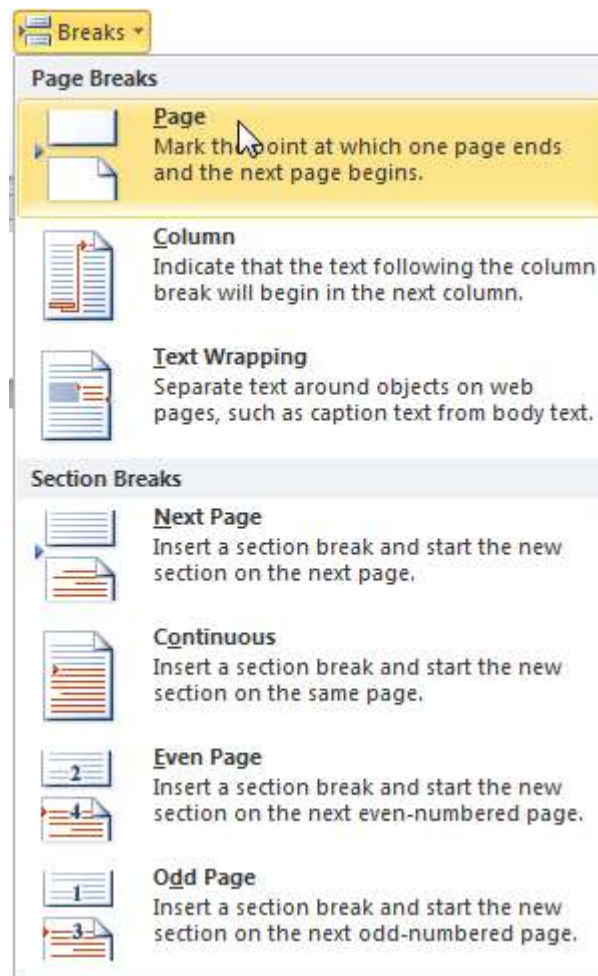 Breaks
Page Breaks
Page
Mark the point at which one page ends
and the next page begins.
Column
Indicate that the text following the column
break will begin in the next column.
Text Wrapping
Separate text around objects on web
pages, such as caption text from body text.
Section Breaks
Next Page
Insert a section break and start the new
section on the next page.
Continuous
Insert a section break and start the new
section on the same page.
2
Even Page
Insert a section break and start the new
4
section on the next even-numbered page.
1
Odd Page
Insert a section break and start the new
3
section on the next odd-numbered page.